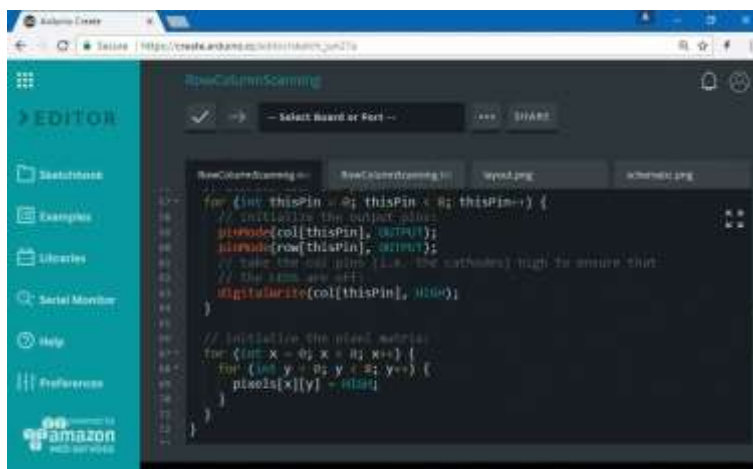 Arduino Create
Secure https://create.arduino.cc/editor/
RowColumnScanning
EDITOR
-- Select Board or Port --
SHARE
Sketchbook
RowColumnScanning
RowColumnScanning
layout.png
schematic.png
for (int thisPin = 0; thisPin < 8; thisPin++) {
Examples
// initialize the output pins:
pinMode(col[thisPin], OUTPUT);
pinMode(row[thisPin], OUTPUT);
Libraries
// take the col pins (i.e. the cathodes) high to ensure that
// the LEDS are off:
digitalWrite(col[thisPin], HIGH);
Serial Monitor
}
Help
// initialize the pixel matrix:
for (int x = 0; x < 8; x++) {
for (int y = 0; y < 8; y++) {
Preferences
pixels[x][y] = HIGH;
}
}
}
amazon